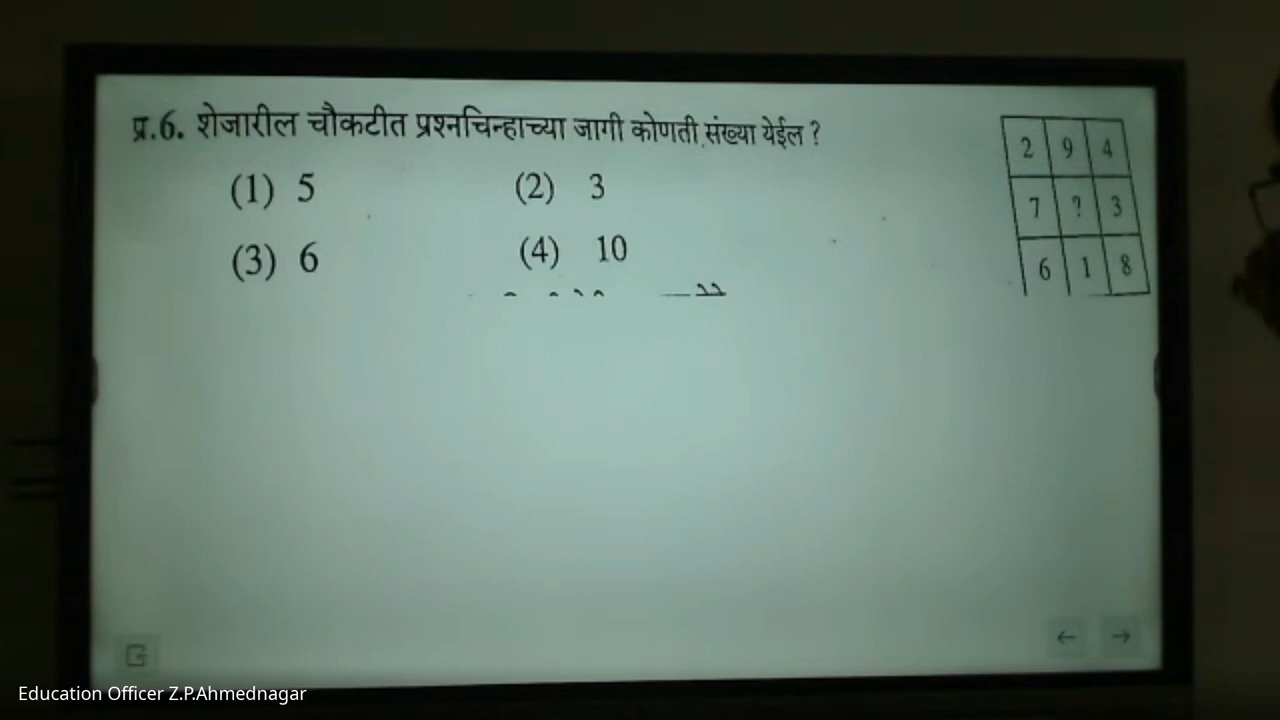 प्र.6. शेजारील चौकटीत प्रश्नचिन्हाच्या जागी कोणती संख्या येईल ?
(1) 5 (2) 3
(3) 6 (4) 10
2 9 4
7 ? 3
6 1 8
Education Officer Z.P.Ahmednagar